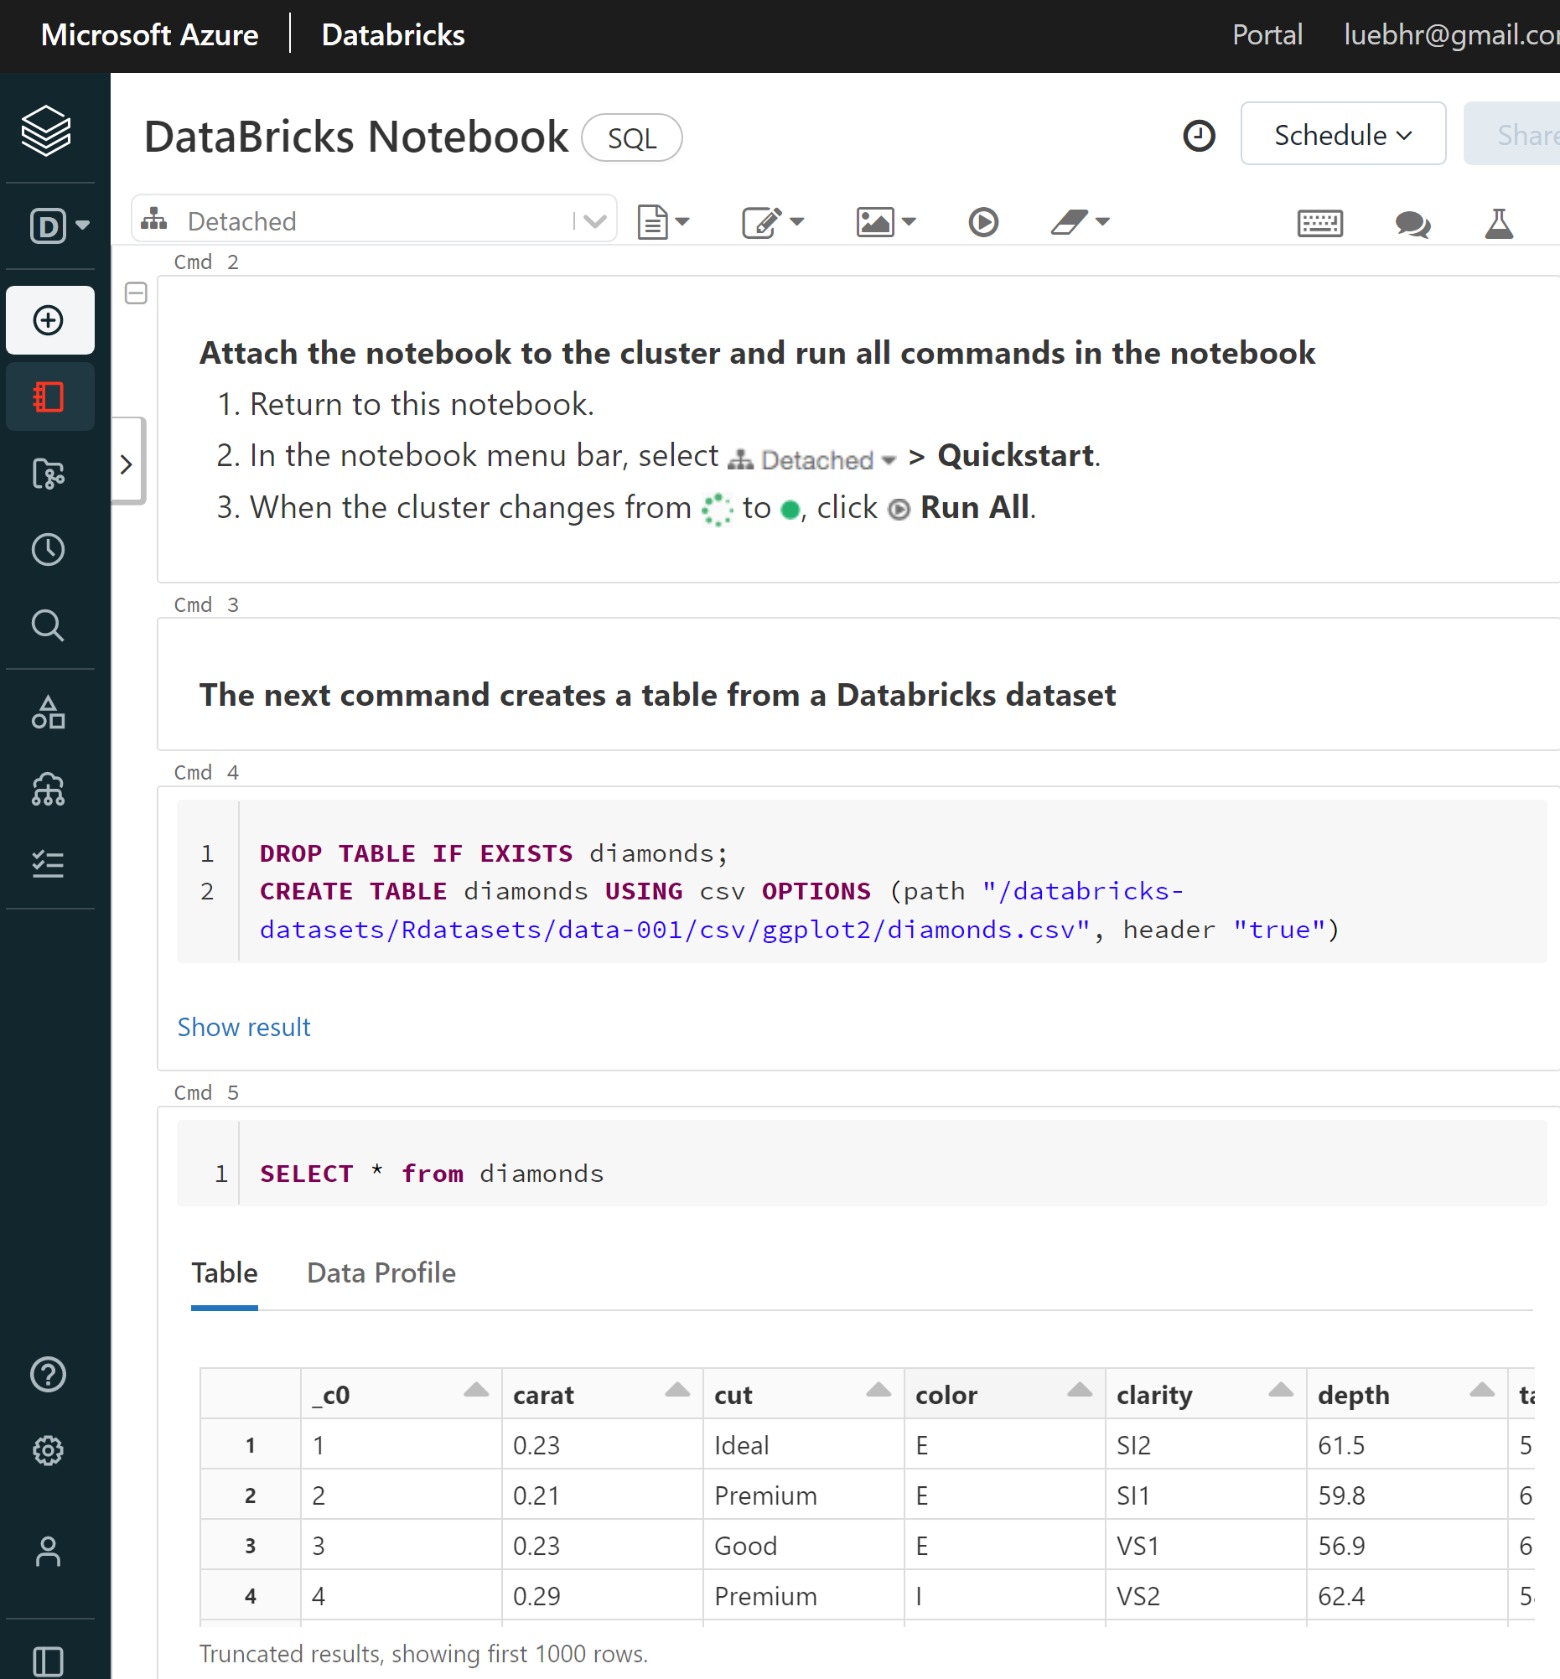 Microsoft Azure | Databricks Portal luebhr@gmail.co
DataBricks Notebook SQL Schedule Share
D Detached
Cmd 2
Attach the notebook to the cluster and run all commands in the notebook
1. Return to this notebook.
2. In the notebook menu bar, select Detached > Quickstart.
3. When the cluster changes from to , click Run All.
Cmd 3
The next command creates a table from a Databricks dataset
Cmd 4
1 DROP TABLE IF EXISTS diamonds;
2 CREATE TABLE diamonds USING csv OPTIONS (path "/databricks-
datasets/Rdatasets/data-001/csv/ggplot2/diamonds.csv", header "true")
Show result
Cmd 5
1 SELECT * from diamonds
Table Data Profile
_c0 carat cut color clarity depth ta
1 1 0.23 Ideal E SI2 61.5 5
2 2 0.21 Premium E SI1 59.8 6
3 3 0.23 Good E VS1 56.9 6
4 4 0.29 Premium I VS2 62.4 5
Truncated results, showing first 1000 rows.